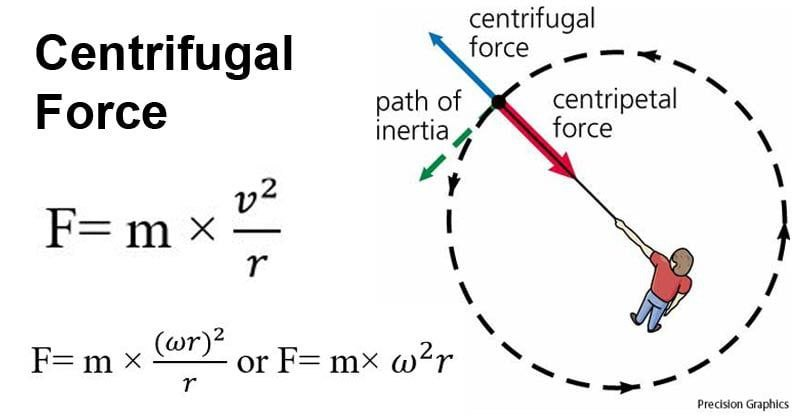 Centrifugal
Force
F= m × v²/r
F= m × (ωr)²/r or F= m× ω²r
centrifugal
force
path of
inertia
centripetal
force
Precision Graphics